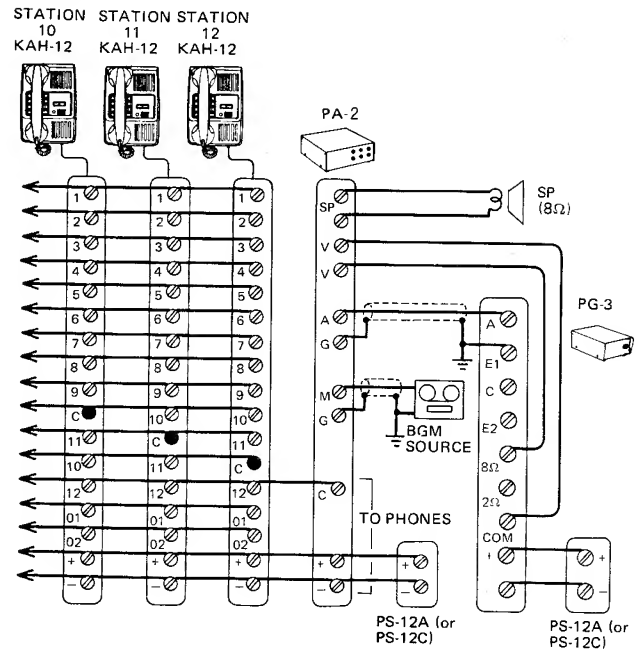 STATION 10 KAH-12
STATION 11 KAH-12
STATION 12 KAH-12
PA-2
SP (8Ω)
PG-3
1
2
3
4
5
6
7
8
9
C
11
10
12
01
02
+
−
1
2
3
4
5
6
7
8
9
10
C
11
12
01
02
+
−
1
2
3
4
5
6
7
8
9
10
11
C
12
01
02
+
−
SP
V
V
A
G
M
G
C
+
−
BGM
SOURCE
TO PHONES
A
E1
C
E2
8Ω
2Ω
COM
+
−
+
−
+
−
PS-12A (or
PS-12C)
PS-12A (or
PS-12C)